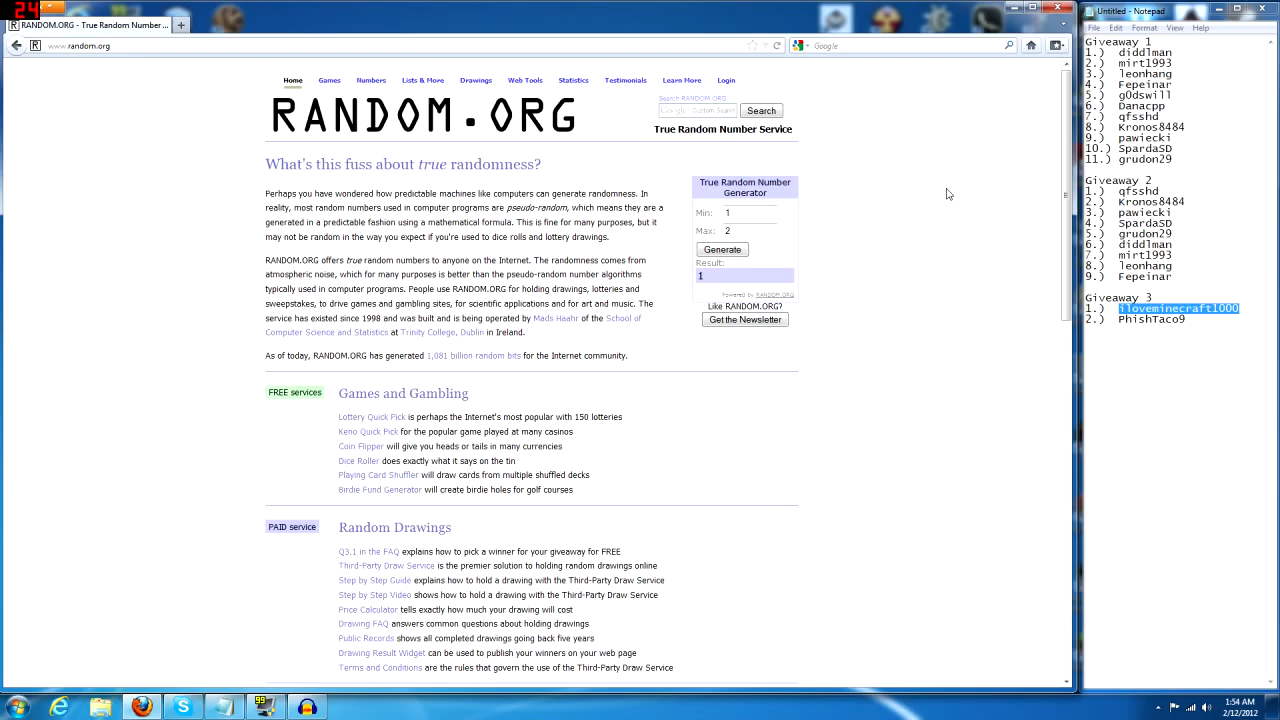 24
RANDOM.ORG - True Random Number ...
www.random.org
Google
Home Games Numbers Lists & More Drawings Web Tools Statistics Testimonials Learn More Login
RANDOM.ORG
Search RANDOM.ORG
Google Custom Search
Search
True Random Number Service
What's this fuss about true randomness?
Perhaps you have wondered how predictable machines like computers can generate randomness. In
reality, most random numbers used in computer programs are pseudo-random, which means they are a
generated in a predictable fashion using a mathematical formula. This is fine for many purposes, but it
may not be random in the way you expect if you're used to dice rolls and lottery drawings.
RANDOM.ORG offers true random numbers to anyone on the Internet. The randomness comes from
atmospheric noise, which for many purposes is better than the pseudo-random number algorithms
typically used in computer programs. People use RANDOM.ORG for holding drawings, lotteries and
sweepstakes, to drive games and gambling sites, for scientific applications and for art and music. The
service has existed since 1998 and was built and is being operated by Mads Haahr of the School of
Computer Science and Statistics at Trinity College, Dublin in Ireland.
As of today, RANDOM.ORG has generated 1,081 billion random bits for the Internet community.
True Random Number
Generator
Min: 1
Max: 2
Generate
Result:
1
Powered by RANDOM.ORG
Like RANDOM.ORG?
Get the Newsletter
FREE services
Games and Gambling
Lottery Quick Pick is perhaps the Internet's most popular with 150 lotteries
Keno Quick Pick for the popular game played at many casinos
Coin Flipper will give you heads or tails in many currencies
Dice Roller does exactly what it says on the tin
Playing Card Shuffler will draw cards from multiple shuffled decks
Birdie Fund Generator will create birdie holes for golf courses
PAID service
Random Drawings
Q3.1 in the FAQ explains how to pick a winner for your giveaway for FREE
Third-Party Draw Service is the premier solution to holding random drawings online
Step by Step Guide explains how to hold a drawing with the Third-Party Draw Service
Step by Step Video shows how to hold a drawing with the Third-Party Draw Service
Price Calculator tells exactly how much your drawing will cost
Drawing FAQ answers common questions about holding drawings
Public Records shows all completed drawings going back five years
Drawing Result Widget can be used to publish your winners on your web page
Terms and Conditions are the rules that govern the use of the Third-Party Draw Service
Untitled - Notepad
File Edit Format View Help
Giveaway 1
1.) diddlman
2.) mirt1993
3.) leonhang
4.) Fepeinar
5.) g0dswill
6.) Danacpp
7.) qfsshd
8.) Kronos8484
9.) pawiecki
10.) SpardaSD
11.) grudon29
Giveaway 2
1.) qfsshd
2.) Kronos8484
3.) pawiecki
4.) SpardaSD
5.) grudon29
6.) diddlman
7.) mirt1993
8.) leonhang
9.) Fepeinar
Giveaway 3
1.) iloveminecraft1000
2.) PhishTaco9
99
1:54 AM
2/12/2012